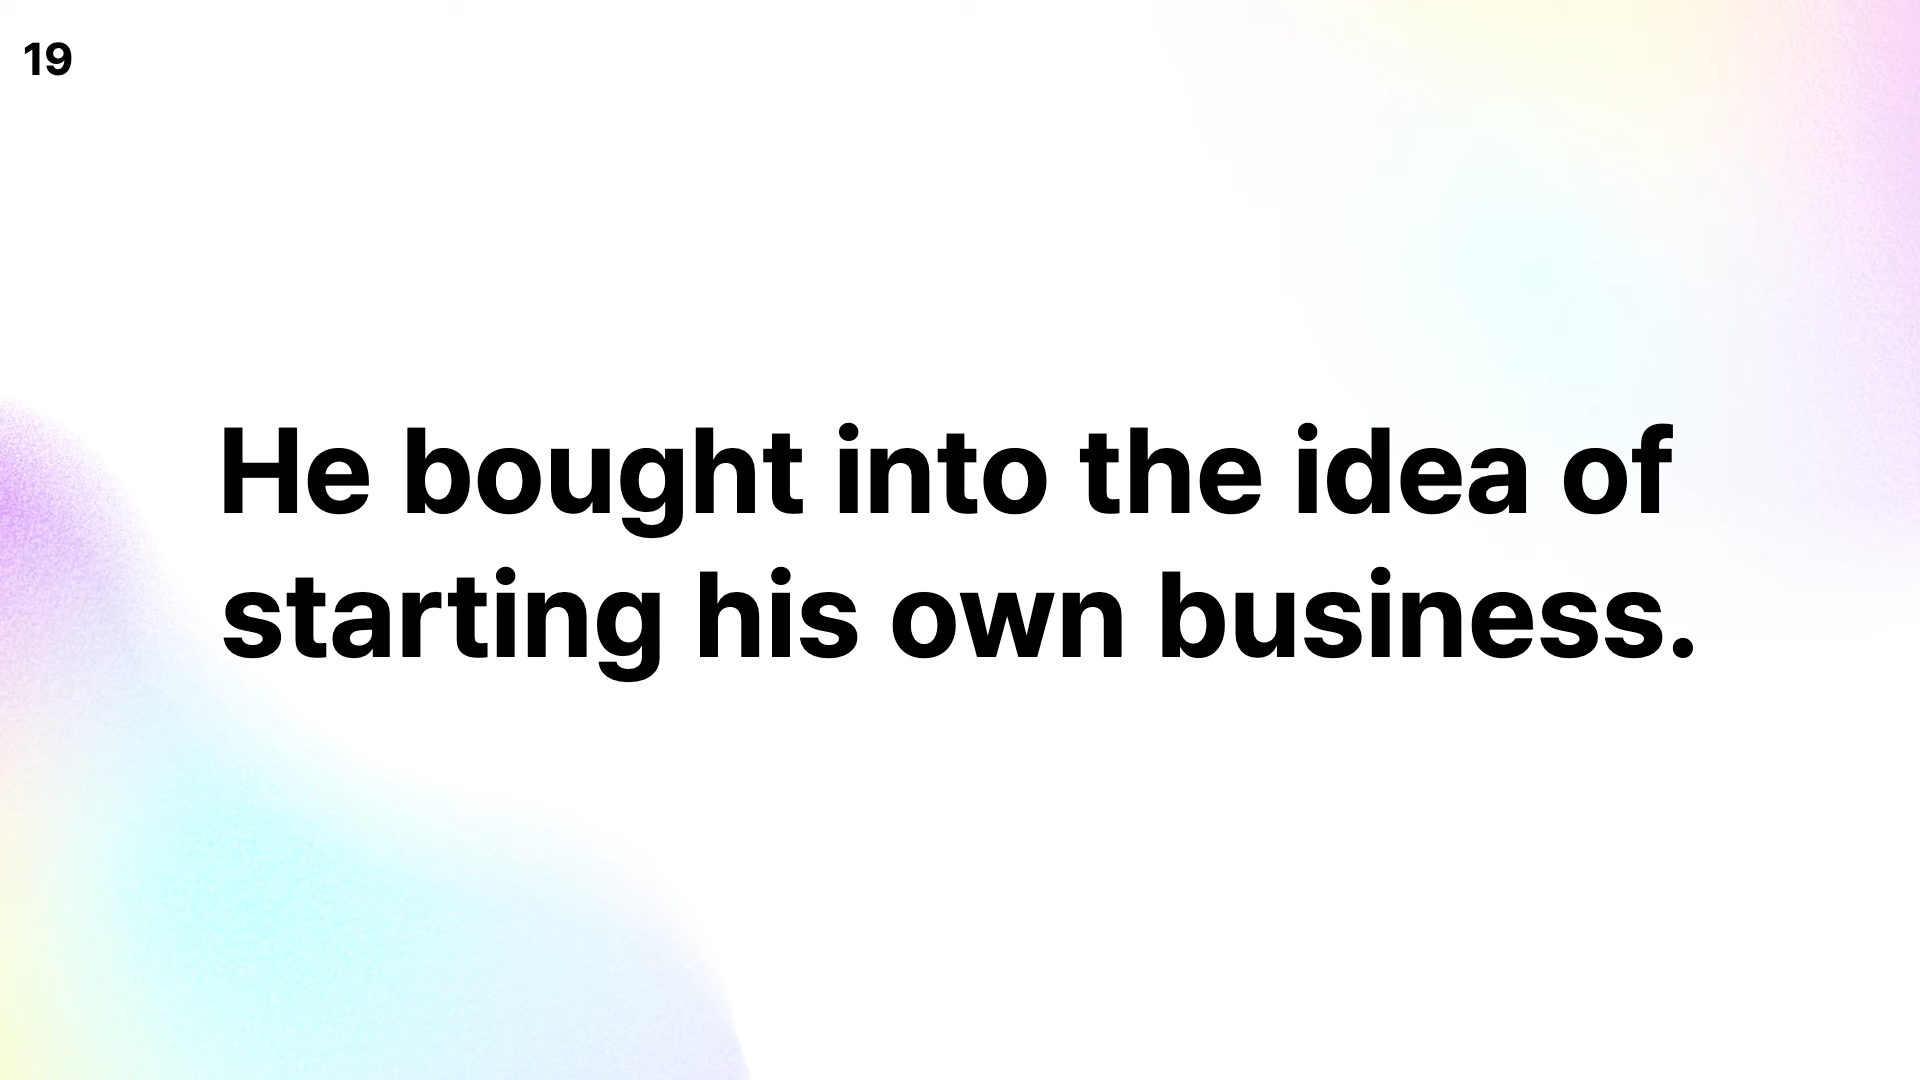 19
He bought into the idea of
starting his own business.